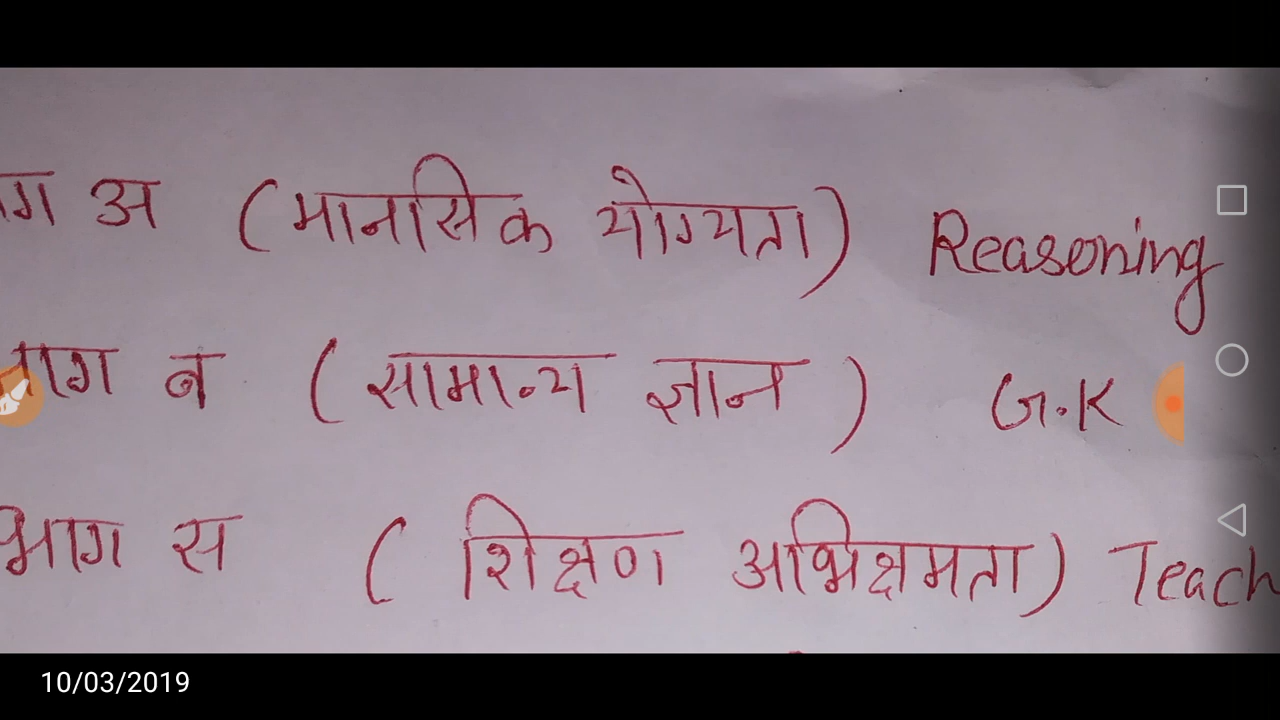 भाग अ (मानसिक योग्यता) Reasoning
भाग ब (सामान्य ज्ञान) G.K
भाग स (शिक्षण अभिक्षमता) Teach
10/03/2019